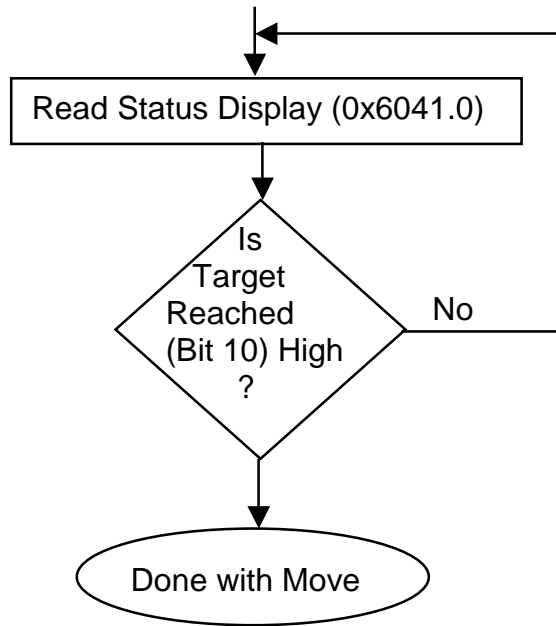 Read Status Display (0x6041.0)
Is
Target
Reached
(Bit 10) High
?
No
Done with Move